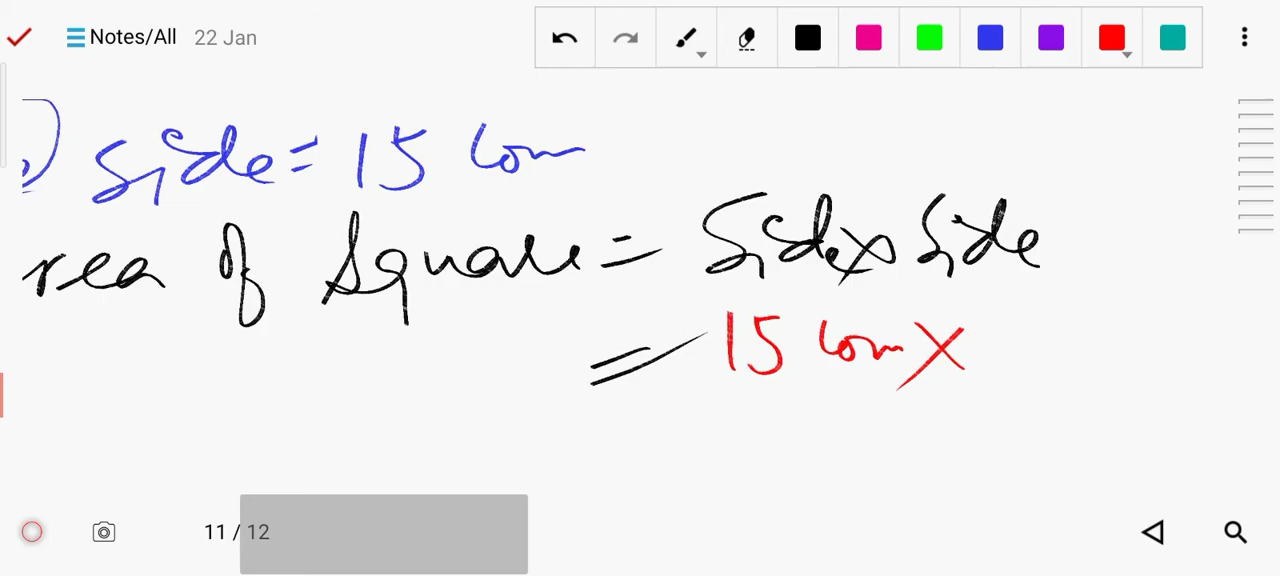 Notes/All 22 Jan
) side = 15 cm
rea of Square = Side x Side
= 15 cm X
11 / 12